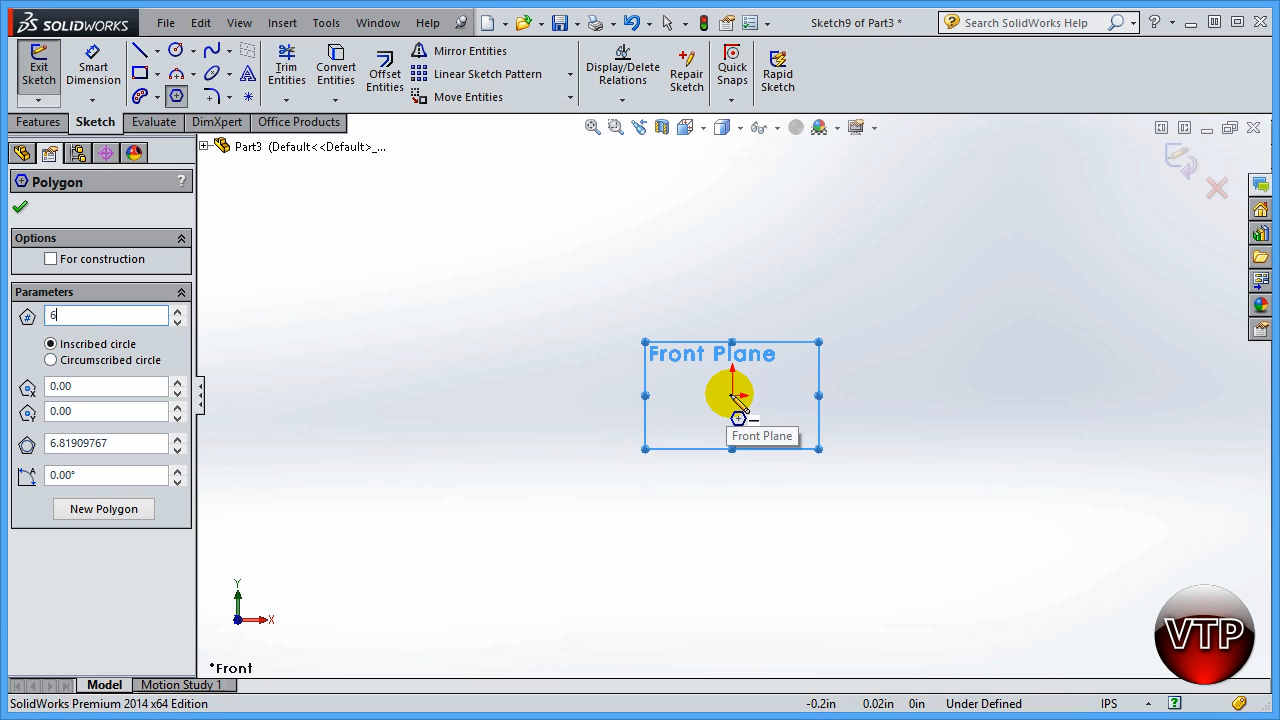 SOLIDWORKS File Edit View Insert Tools Window Help Sketch9 of Part3 * Search SolidWorks Help ?
Exit Sketch
Smart Dimension
Trim Entities
Convert Entities
Offset Entities
Mirror Entities
Linear Sketch Pattern
Move Entities
Display/Delete Relations
Repair Sketch
Quick Snaps
Rapid Sketch
Features Sketch Evaluate DimXpert Office Products
Part3 (Default<<Default>_...
Polygon ?
Options
For construction
Parameters
6
Inscribed circle
Circumscribed circle
0.00
0.00
6.81909767
0.00°
New Polygon
Front Plane
Front Plane
Y
X
*Front
VTP
Model Motion Study 1
SolidWorks Premium 2014 x64 Edition -0.2in 0.02in 0in Under Defined IPS ?